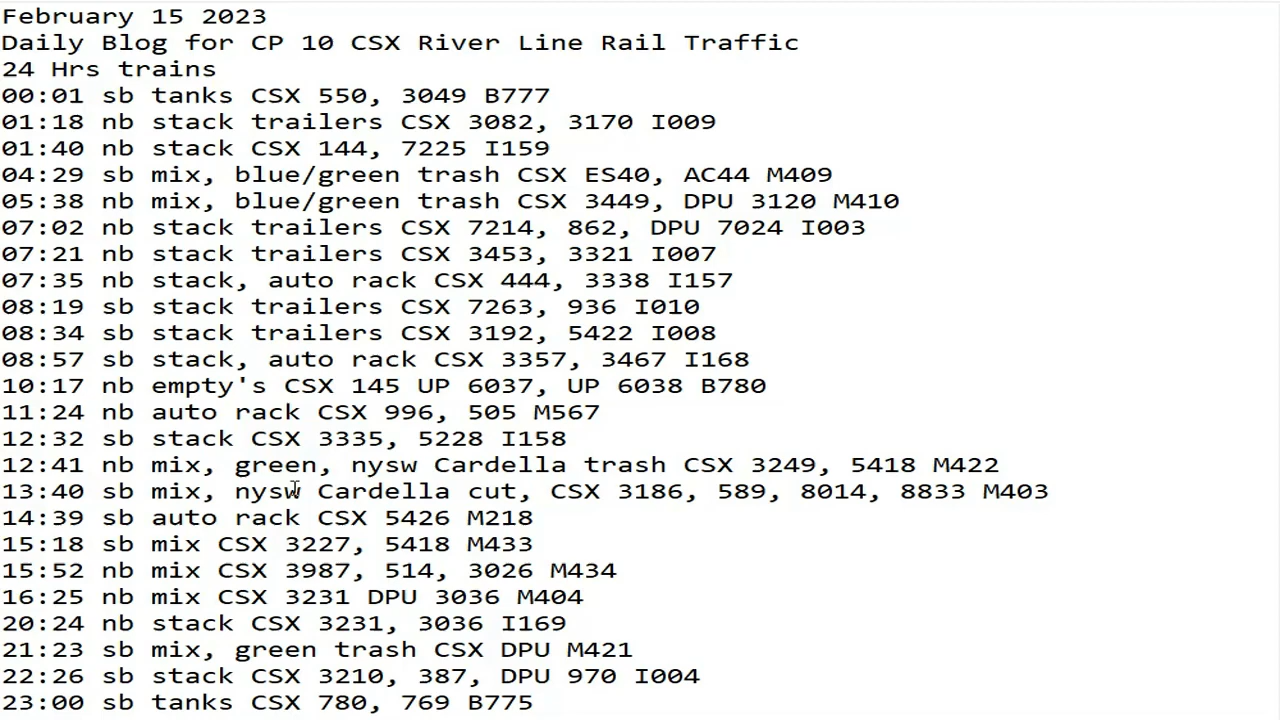 February 15 2023
Daily Blog for CP 10 CSX River Line Rail Traffic
24 Hrs trains
00:01 sb tanks CSX 550, 3049 B777
01:18 nb stack trailers CSX 3082, 3170 I009
01:40 nb stack CSX 144, 7225 I159
04:29 sb mix, blue/green trash CSX ES40, AC44 M409
05:38 nb mix, blue/green trash CSX 3449, DPU 3120 M410
07:02 nb stack trailers CSX 7214, 862, DPU 7024 I003
07:21 nb stack trailers CSX 3453, 3321 I007
07:35 nb stack, auto rack CSX 444, 3338 I157
08:19 sb stack trailers CSX 7263, 936 I010
08:34 sb stack trailers CSX 3192, 5422 I008
08:57 sb stack, auto rack CSX 3357, 3467 I168
10:17 nb empty's CSX 145 UP 6037, UP 6038 B780
11:24 nb auto rack CSX 996, 505 M567
12:32 sb stack CSX 3335, 5228 I158
12:41 nb mix, green, nysw Cardella trash CSX 3249, 5418 M422
13:40 sb mix, nysw Cardella cut, CSX 3186, 589, 8014, 8833 M403
14:39 sb auto rack CSX 5426 M218
15:18 sb mix CSX 3227, 5418 M433
15:52 nb mix CSX 3987, 514, 3026 M434
16:25 nb mix CSX 3231 DPU 3036 M404
20:24 nb stack CSX 3231, 3036 I169
21:23 sb mix, green trash CSX DPU M421
22:26 sb stack CSX 3210, 387, DPU 970 I004
23:00 sb tanks CSX 780, 769 B775